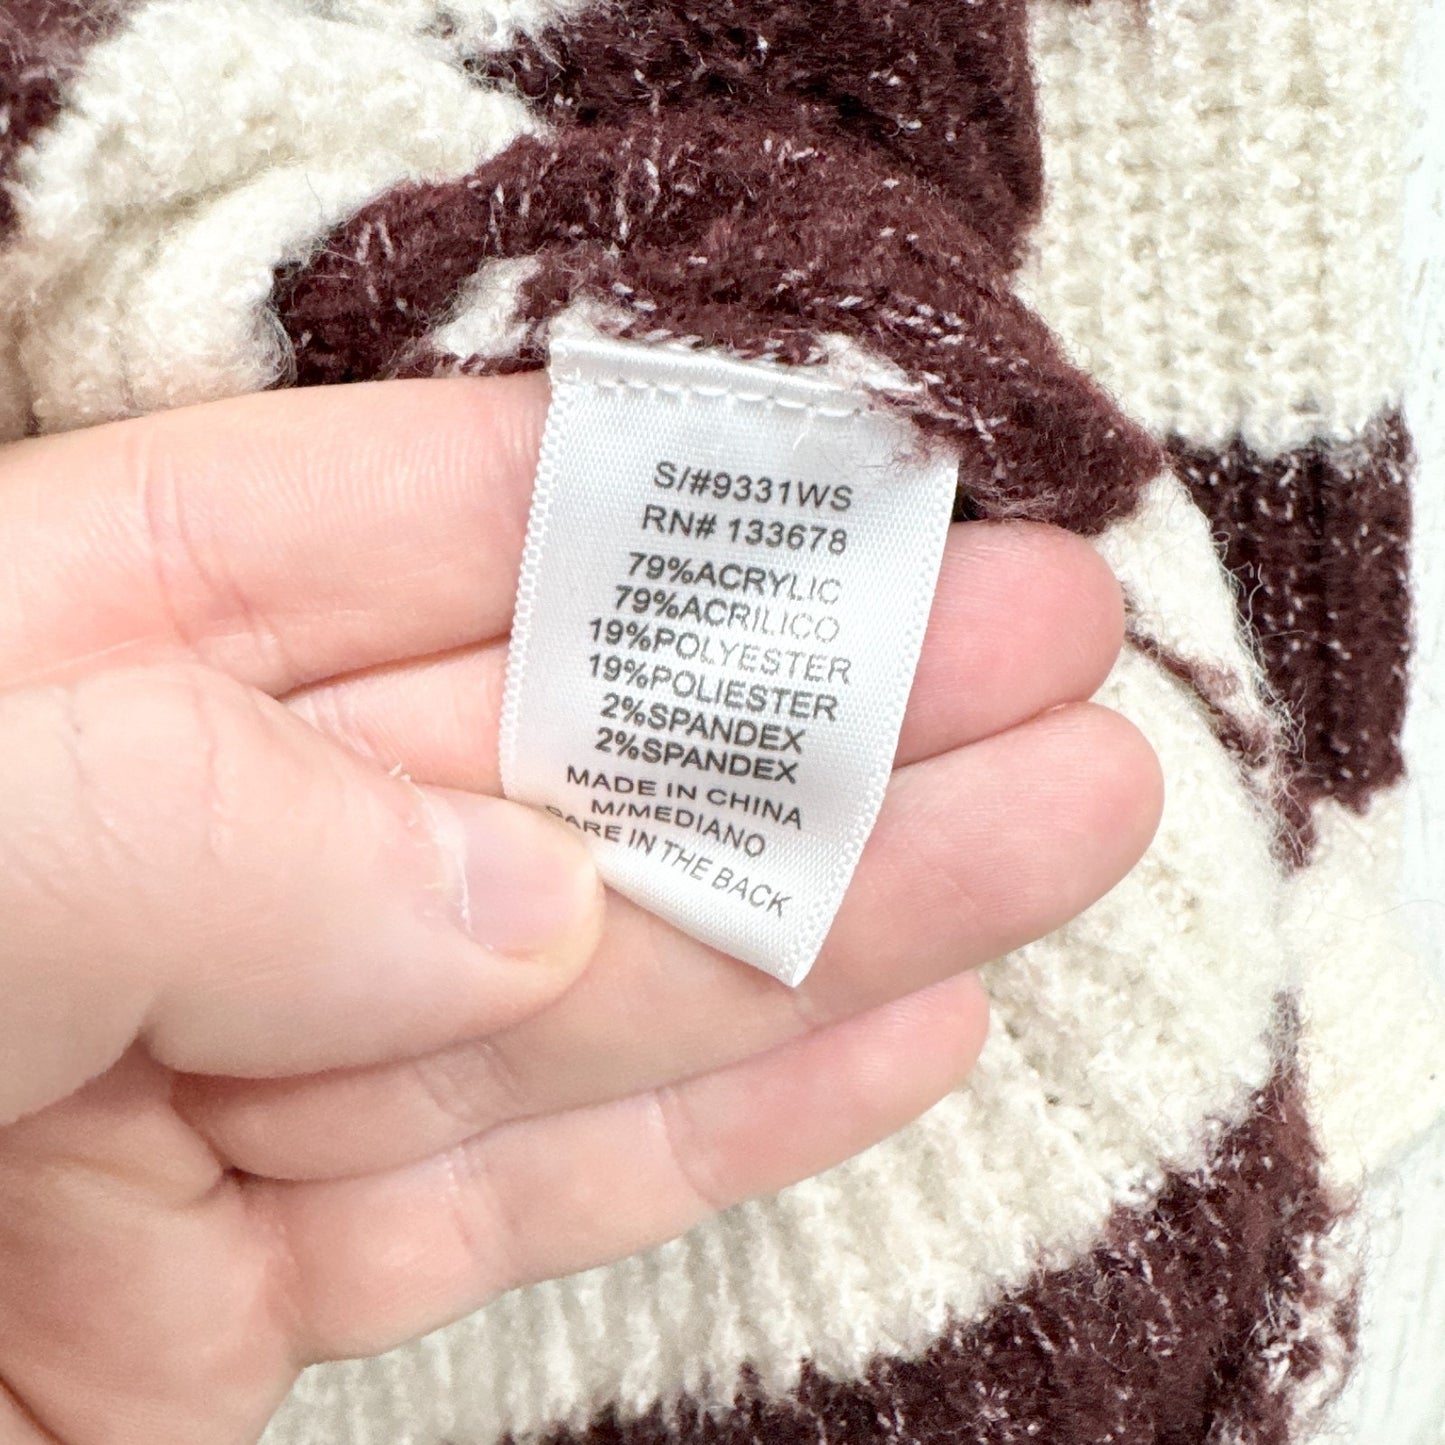 S/#9331WS
RN# 133678
79%ACRYLIC
79%ACRILICO
19%POLYESTER
19%POLIESTER
2%SPANDEX
2%SPANDEX
MADE IN CHINA
M/MEDIANO
IN THE BACK